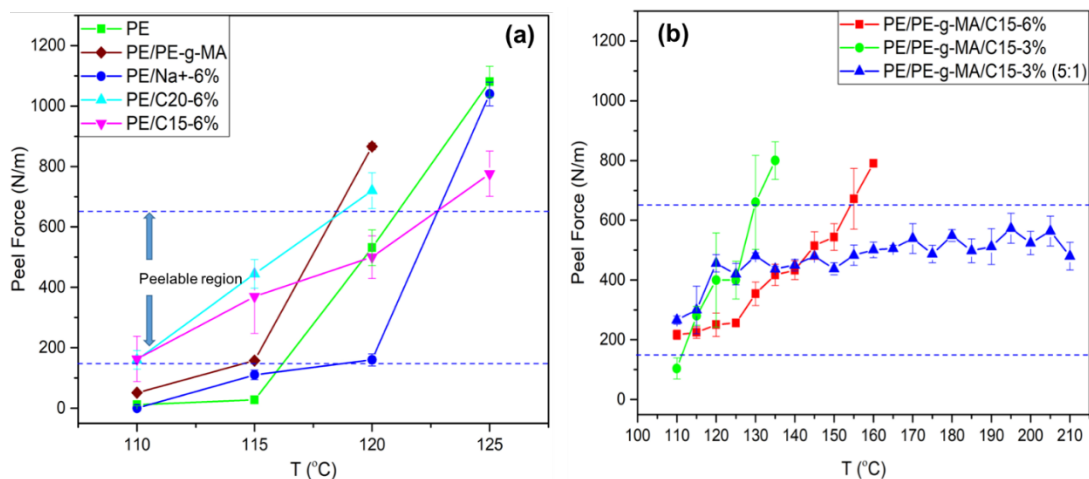 (a)
PE
PE/PE-g-MA
PE/Na+-6%
PE/C20-6%
PE/C15-6%
Peelable region
Peel Force (N/m)
1200
1000
800
600
400
200
0
110 115 120 125
T (°C)
(b)
PE/PE-g-MA/C15-6%
PE/PE-g-MA/C15-3%
PE/PE-g-MA/C15-3% (5:1)
Peel Force (N/m)
1200
1000
800
600
400
200
0
100 110 120 130 140 150 160 170 180 190 200 210
T (°C)